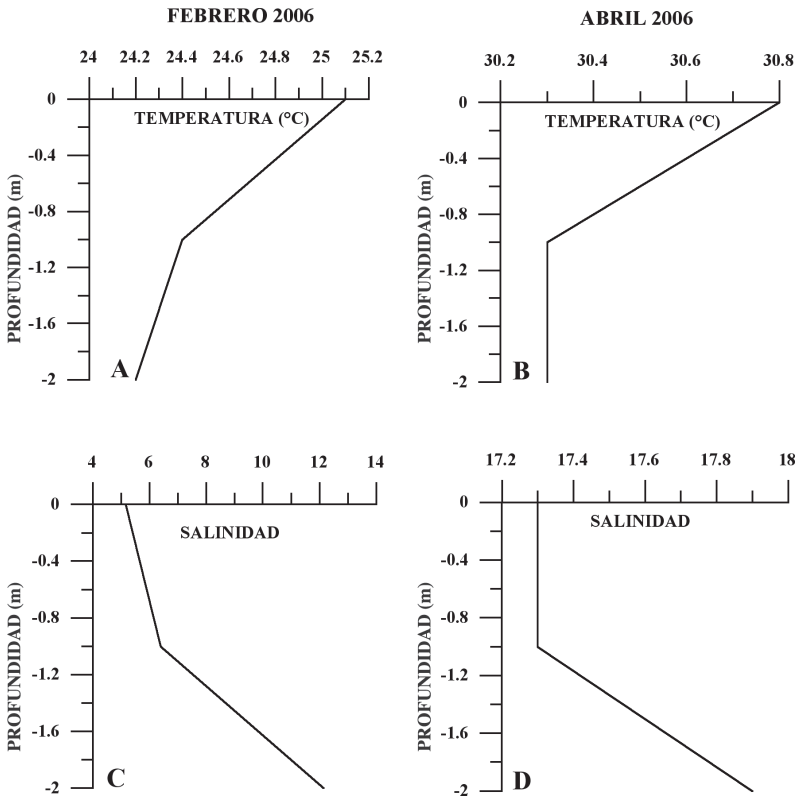 FEBRERO 2006
24 24.2 24.4 24.6 24.8 25 25.2
TEMPERATURA (°C)
0
-0.4
-0.8
-1.2
-1.6
-2
PROFUNDIDAD (m)
A
ABRIL 2006
30.2 30.4 30.6 30.8
TEMPERATURA (°C)
0
-0.4
-0.8
-1.2
-1.6
-2
PROFUNDIDAD (m)
B
4 6 8 10 12 14
SALINIDAD
0
-0.4
-0.8
-1.2
-1.6
-2
PROFUNDIDAD (m)
C
17.2 17.4 17.6 17.8 18
SALINIDAD
0
-0.4
-0.8
-1.2
-1.6
-2
PROFUNDIDAD (m)
D